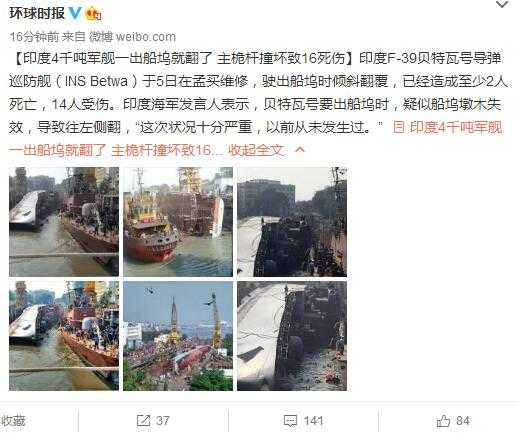 环球时报
16分钟前 来自 微博 weibo.com
【印度4千吨军舰一出船坞就翻了 主桅杆撞坏致16死伤】印度F-39贝特瓦号导弹
巡防舰（INS Betwa）于5日在孟买维修，驶出船坞时倾斜翻覆，已经造成至少2人
死亡，14人受伤。印度海军发言人表示，贝特瓦号要出船坞时，疑似船坞墩木失
效，导致往左侧翻，“这次状况十分严重，以前从未发生过。” 印度4千吨军舰
一出船坞就翻了 主桅杆撞坏致16... 收起全文
收藏
37
141
84